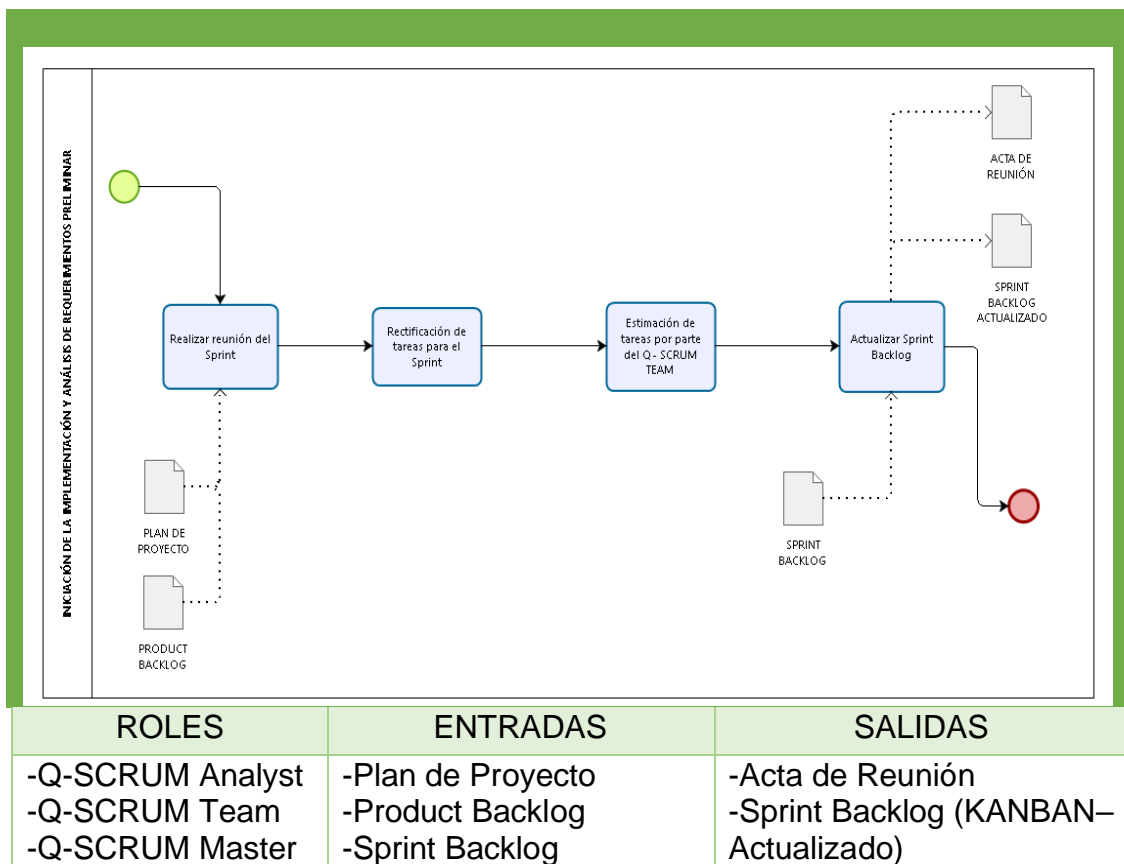 INICIACIÓN DE LA IMPLEMENTACIÓN Y ANÁLISIS DE REQUERIMIENTOS PRELIMINAR
ACTA DE
REUNIÓN
SPRINT
BACKLOG
ACTUALIZADO
Realizar reunión del
Sprint
Rectificación de
tareas para el
Sprint
Estimación de
tareas por parte
del Q - SCRUM
TEAM
Actualizar Sprint
Backlog
PLAN DE
PROYECTO
SPRINT
BACKLOG
PRODUCT
BACKLOG
ROLES
-Q-SCRUM Analyst
-Q-SCRUM Team
-Q-SCRUM Master
ENTRADAS
-Plan de Proyecto
-Product Backlog
-Sprint Backlog
SALIDAS
-Acta de Reunión
-Sprint Backlog (KANBAN–
Actualizado)